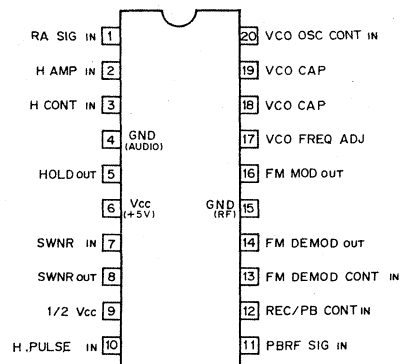 RA SIG IN 1
20 VCO OSC CONT IN
H AMP IN 2
19 VCO CAP
H CONT IN 3
18 VCO CAP
4 GND
(AUDIO)
17 VCO FREQ ADJ
HOLD OUT 5
16 FM MOD OUT
6 Vcc
(+5V)
GND 15
(RF)
SWNR IN 7
14 FM DEMOD OUT
SWNR OUT 8
13 FM DEMOD CONT IN
1/2 Vcc 9
12 REC/PB CONT IN
H.PULSE IN 10
11 PBRF SIG IN